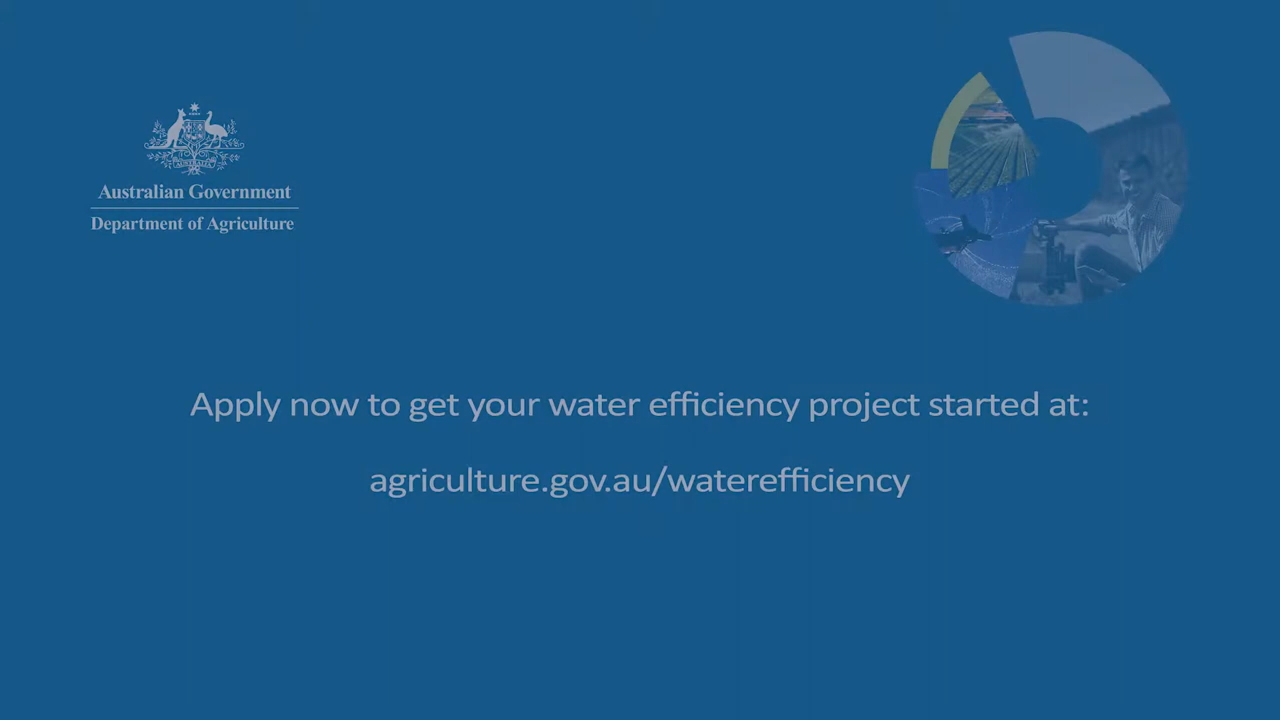 Australian Government
Department of Agriculture
Apply now to get your water efficiency project started at:
agriculture.gov.au/waterefficiency